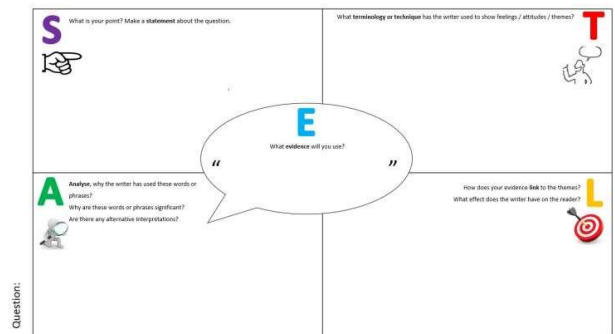 S
What is your point? Make a statement about the question.
What terminology or technique has the writer used to show feelings / attitudes / themes?
T
E
What evidence will you use?
“ ”
A
Analyse, why the writer has used these words or
phrases?
Why are these words or phrases significant?
Are there any alternative interpretations?
How does your evidence link to the themes?
What effect does the writer have on the reader?
L
Question: